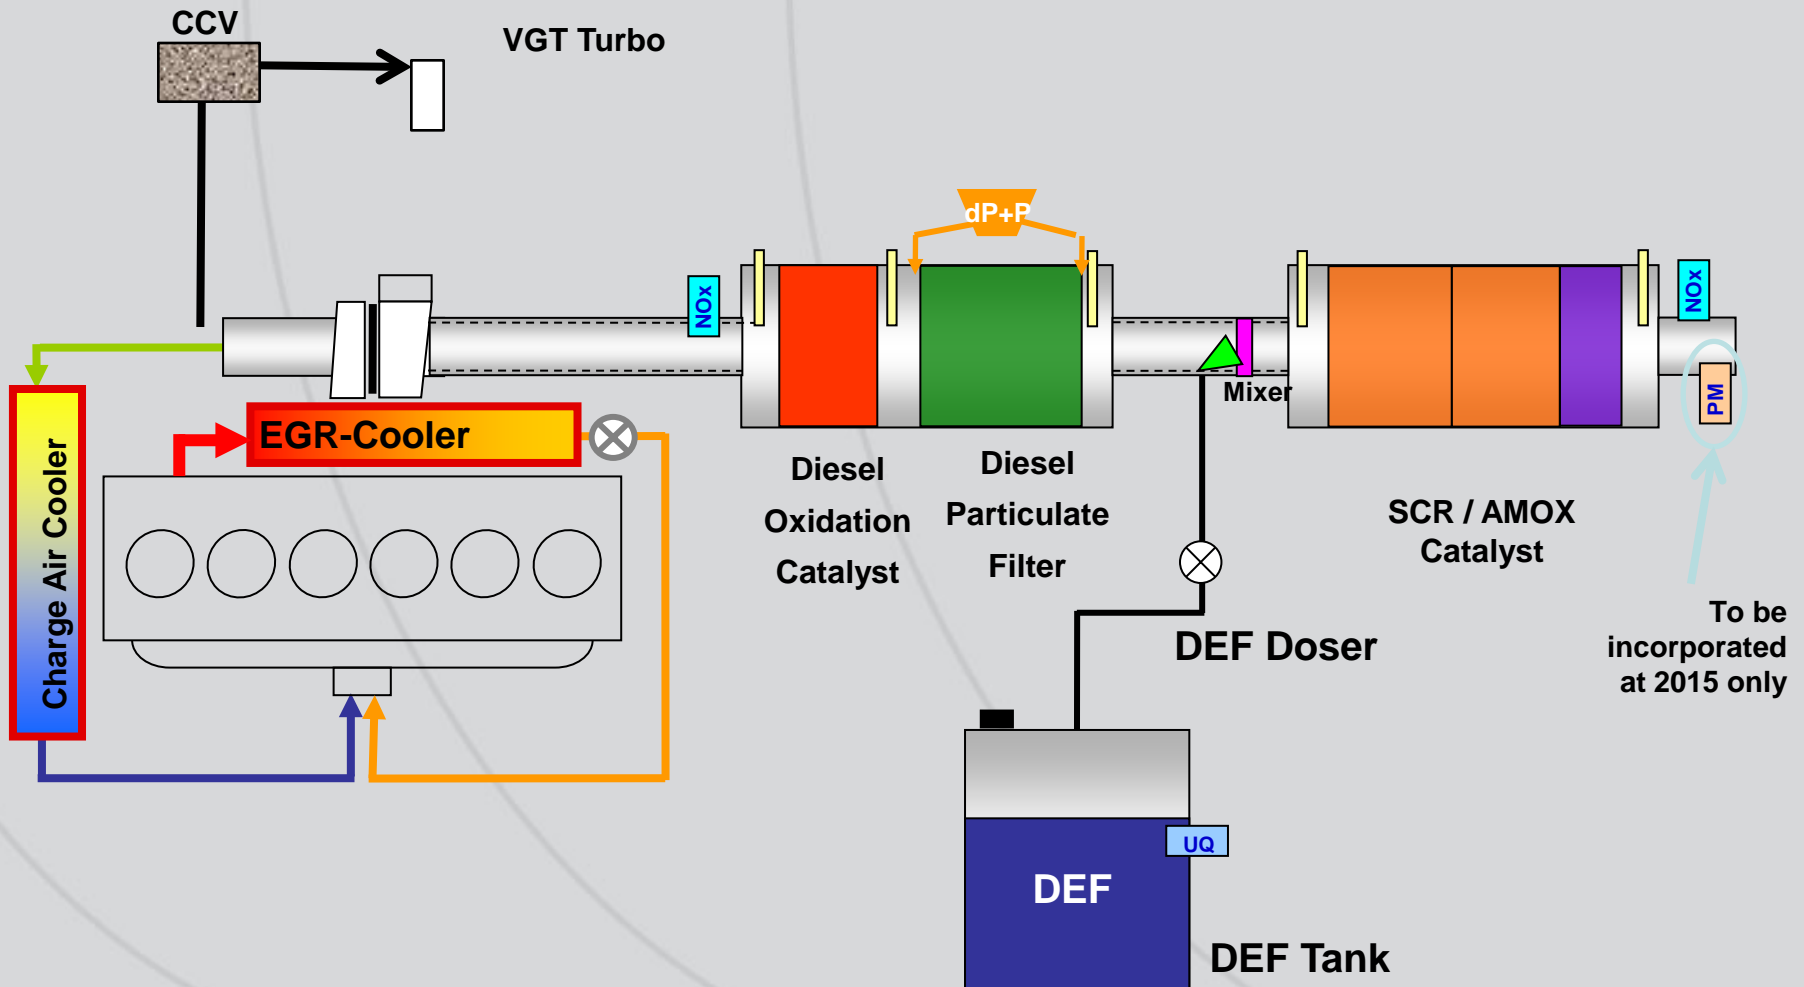 CCV
VGT Turbo
dP+P
NOx
NOx
PM
Mixer
EGR-Cooler
Charge Air Cooler
Diesel
Oxidation
Catalyst
Diesel
Particulate
Filter
SCR / AMOX
Catalyst
To be
incorporated
at 2015 only
DEF Doser
UQ
DEF
DEF Tank